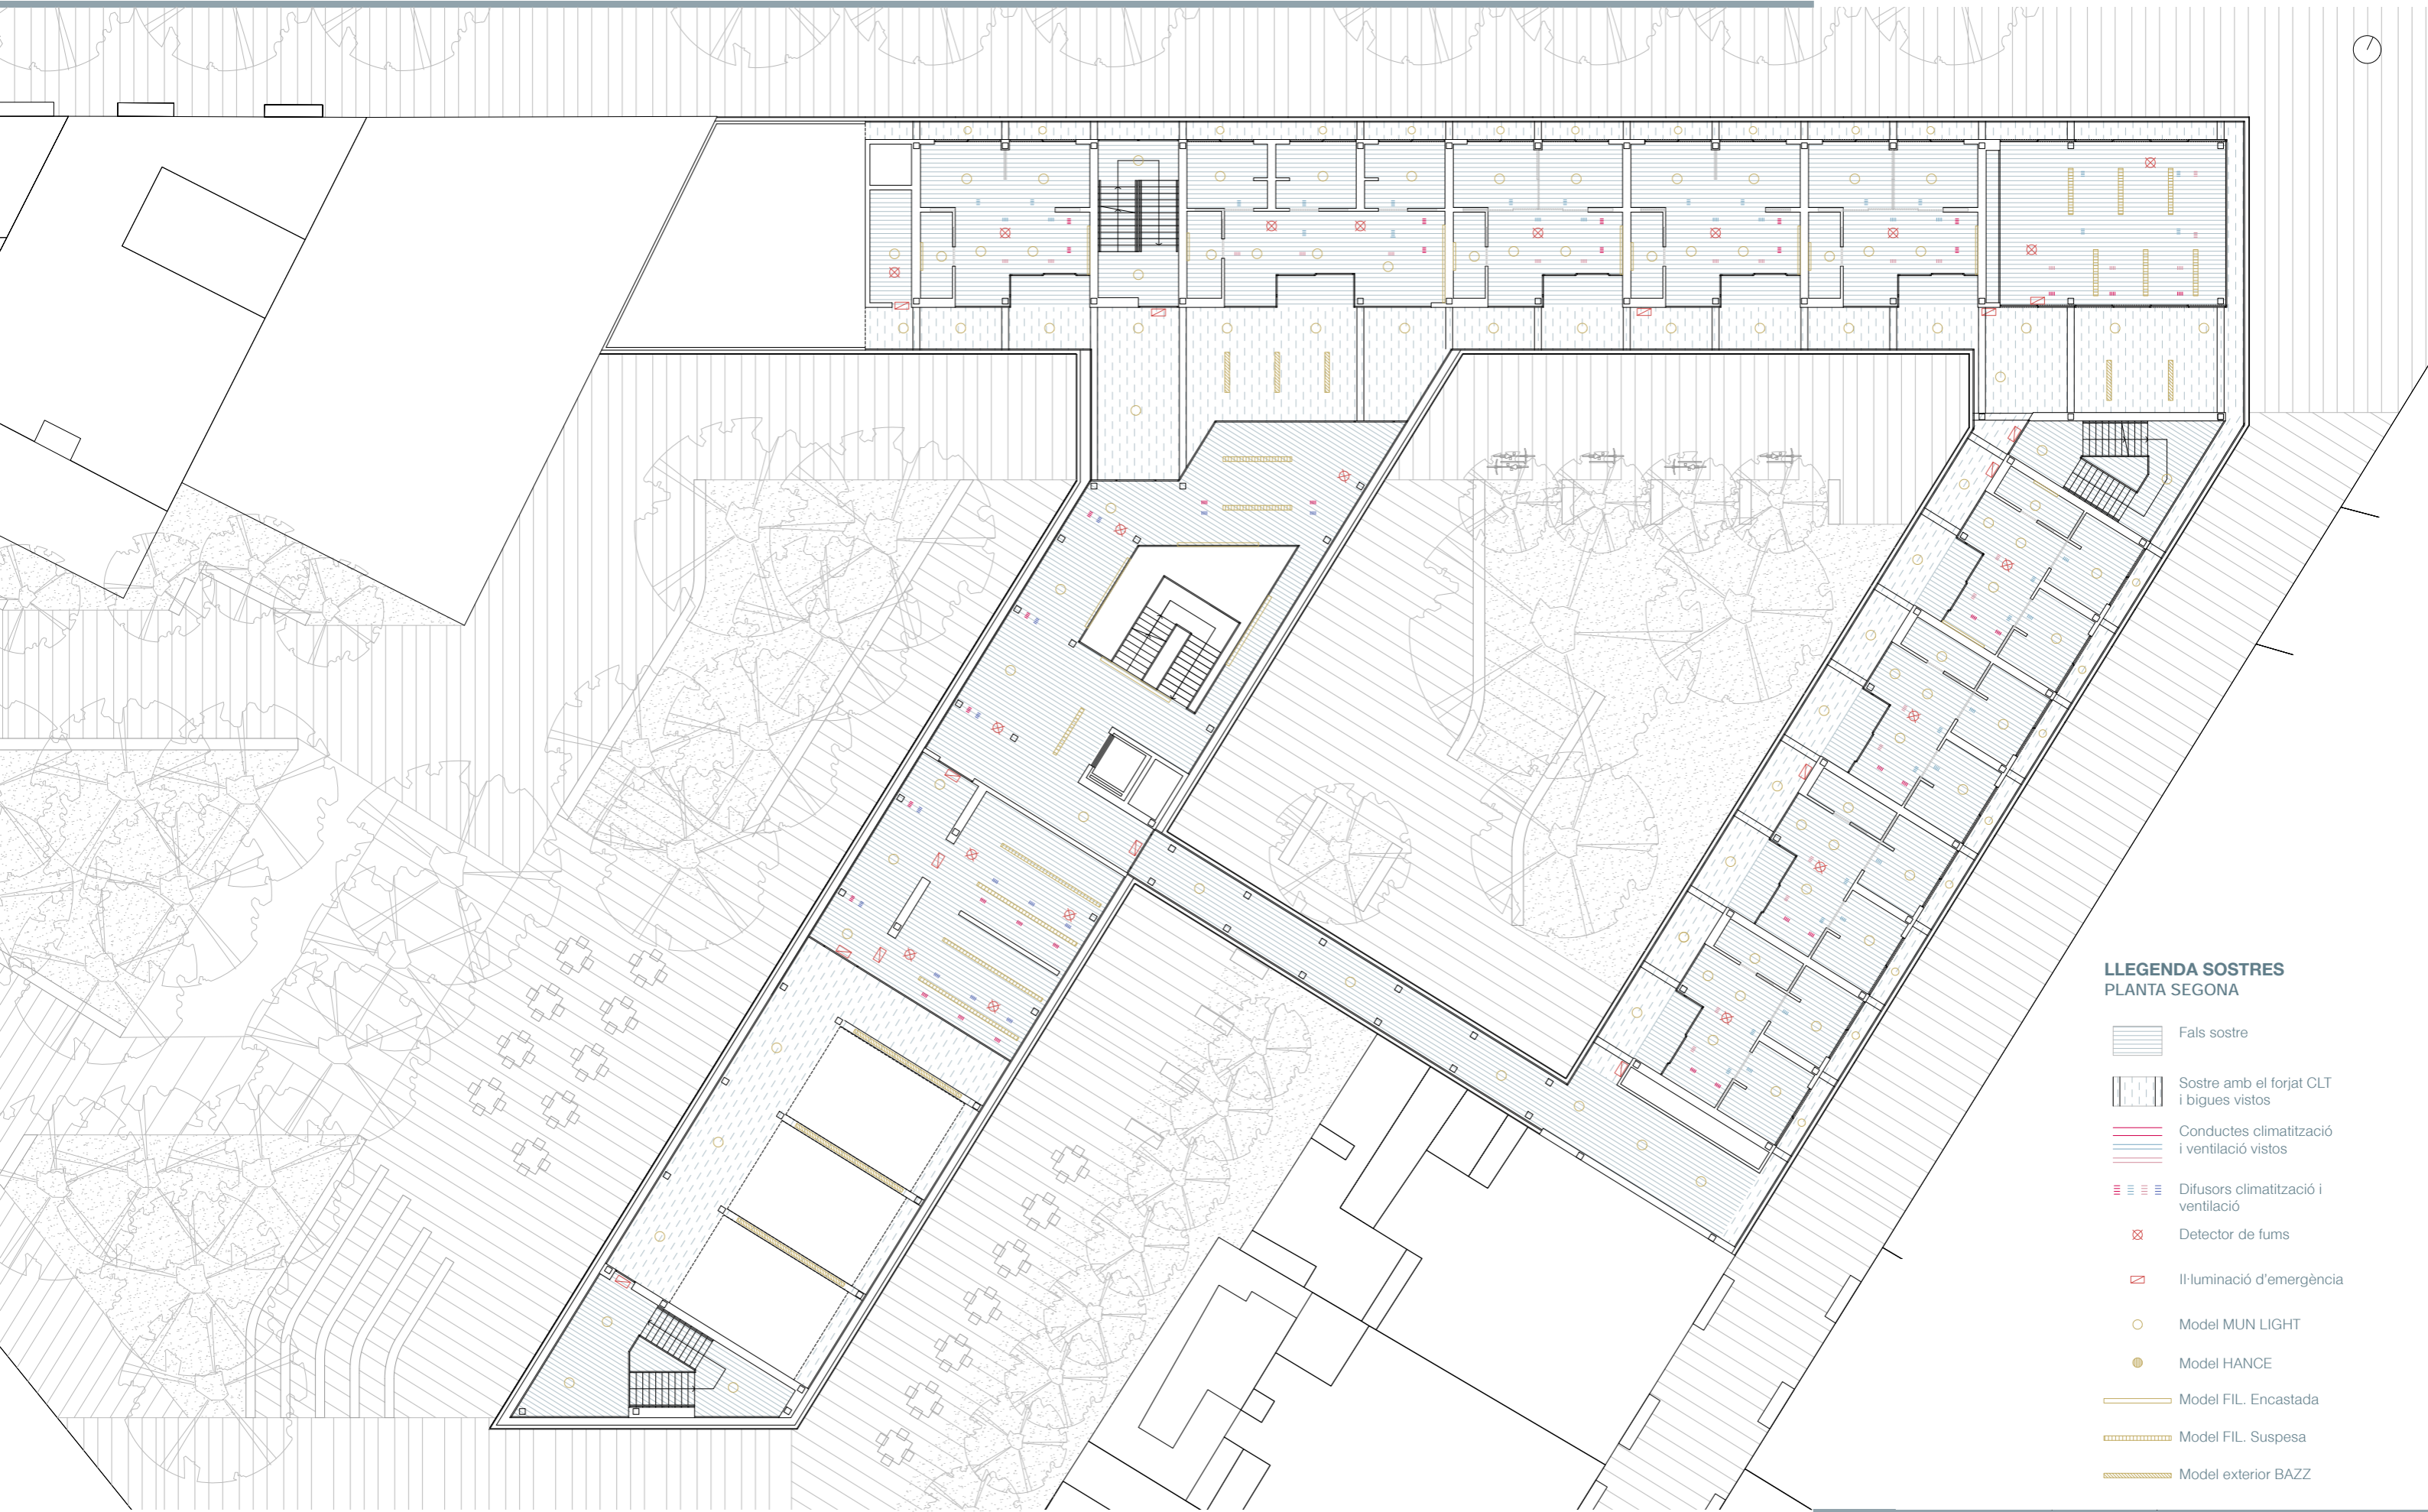 LLEGENDA SOSTRES
PLANTA SEGONA
Fals sostre
Sostre amb el forjat CLT
i bigues vistos
Conductes climatització
i ventilació vistos
Difusors climatització i
ventilació
Detector de fums
Il·luminació d'emergència
Model MUN LIGHT
Model HANCE
Model FIL. Encastada
Model FIL. Suspesa
Model exterior BAZZ